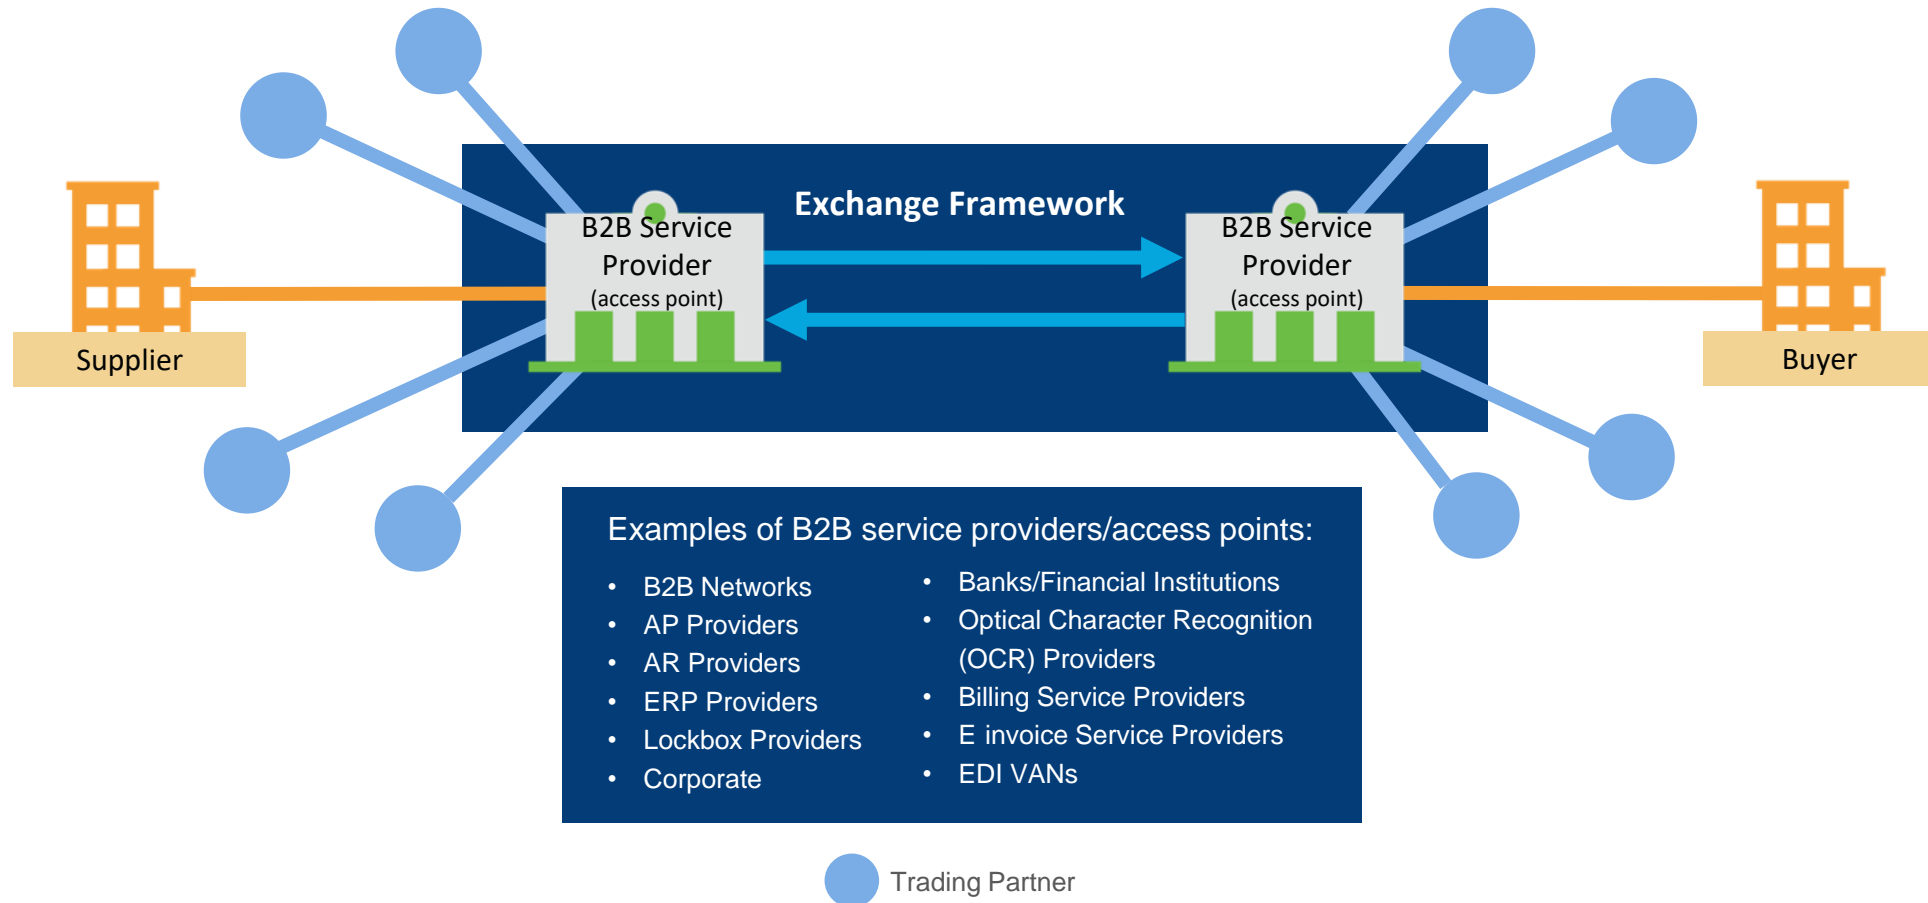 Exchange Framework
B2B Service
Provider
(access point)
B2B Service
Provider
(access point)
Supplier
Buyer
Examples of B2B service providers/access points:
• B2B Networks
• AP Providers
• AR Providers
• ERP Providers
• Lockbox Providers
• Corporate
• Banks/Financial Institutions
• Optical Character Recognition
(OCR) Providers
• Billing Service Providers
• E invoice Service Providers
• EDI VANs
Trading Partner